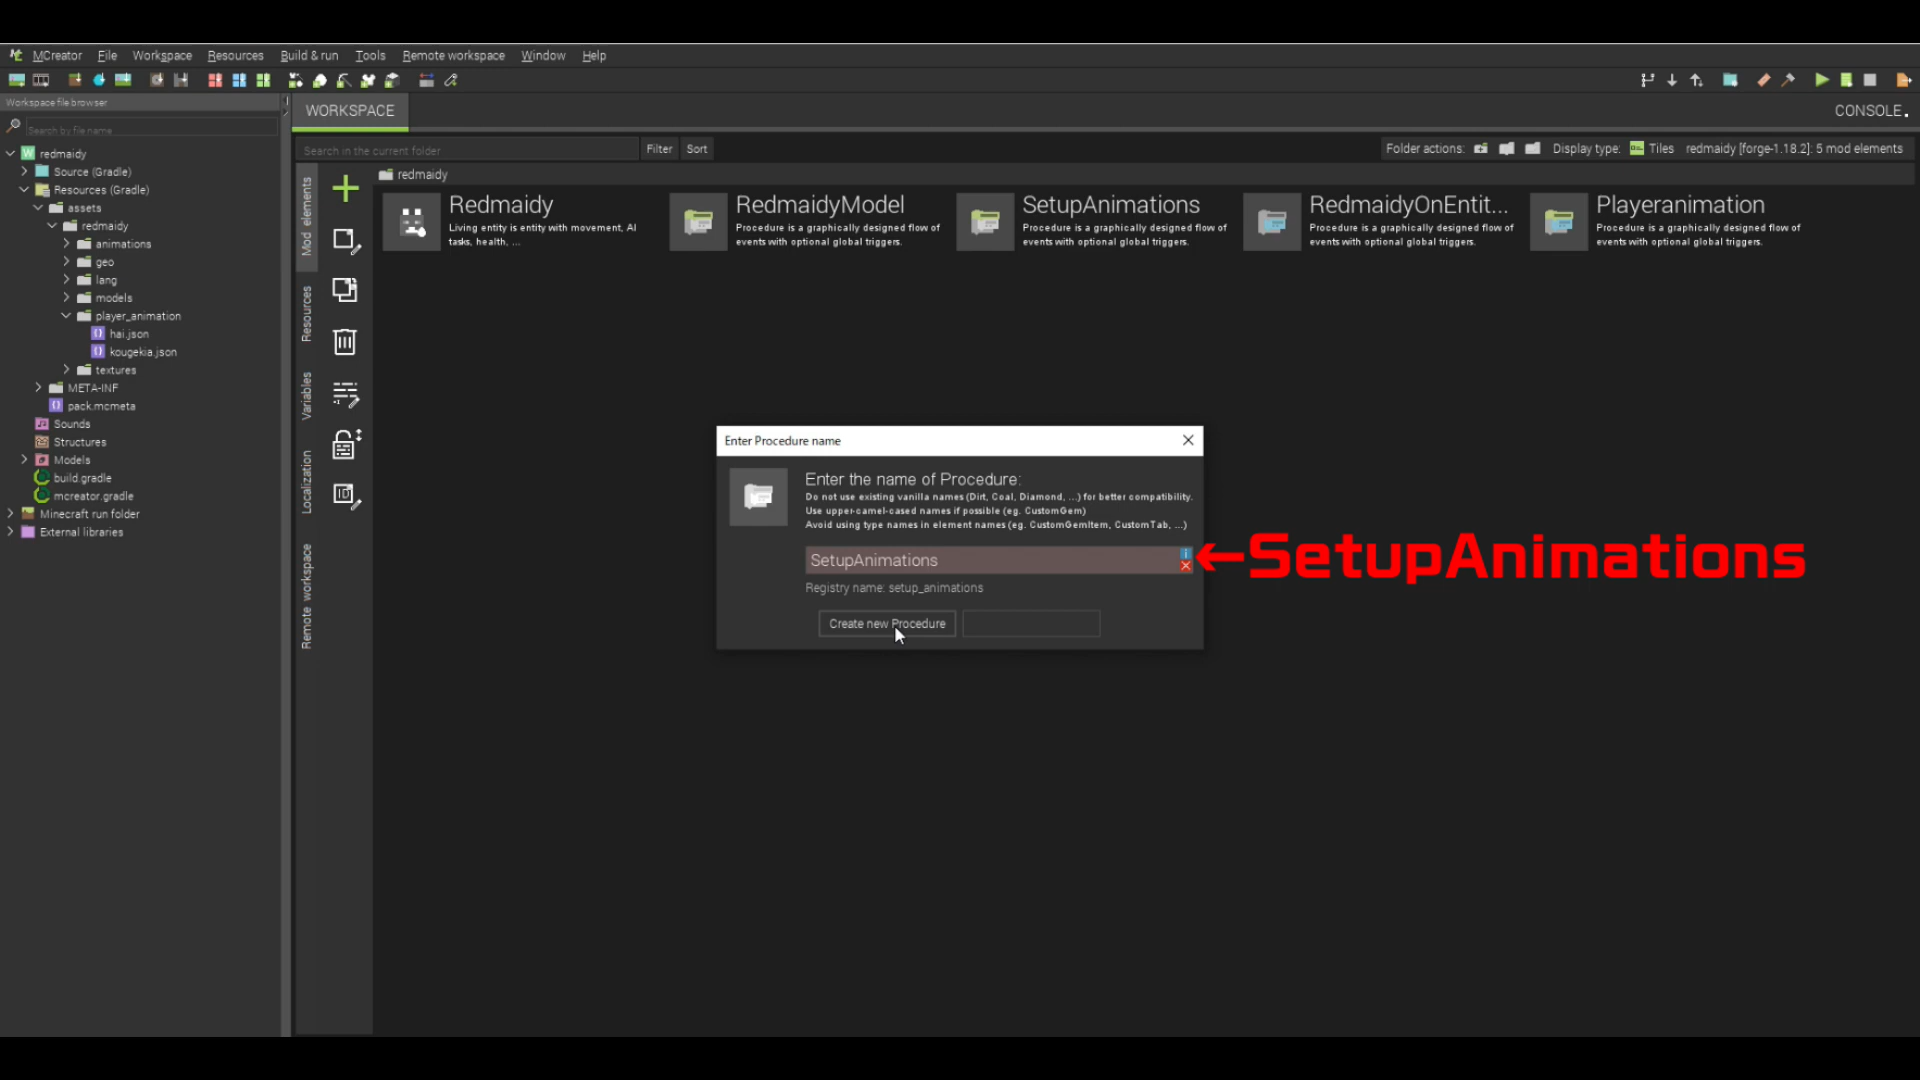 MCreator File Workspace Resources Build & run Tools Remote workspace Window Help
Workspace file browser
WORKSPACE
CONSOLE
Search by file name
Search in the current folder
Filter Sort
Folder actions: Display type: Tiles redmaidy [forge-1.18.2]: 5 mod elements
redmaidy
Source (Gradle)
Resources (Gradle)
assets
redmaidy
animations
geo
lang
models
player_animation
hai.json
kougekia.json
textures
META-INF
pack.mcmeta
Sounds
Structures
Models
build.gradle
mcreator.gradle
Minecraft run folder
External libraries
Mod elements
Resources
Variables
Localization
Remote workspace
redmaidy
Redmaidy
Living entity is entity with movement, AI
tasks, health, ...
RedmaidyModel
Procedure is a graphically designed flow of
events with optional global triggers.
SetupAnimations
Procedure is a graphically designed flow of
events with optional global triggers.
RedmaidyOnEntit...
Procedure is a graphically designed flow of
events with optional global triggers.
Playeranimation
Procedure is a graphically designed flow of
events with optional global triggers.
Enter Procedure name
Enter the name of Procedure:
Do not use existing vanilla names (Dirt, Coal, Diamond, ...) for better compatibility.
Use upper-camel-cased names if possible (eg. CustomGem)
Avoid using type names in element names (eg. CustomGemItem, CustomTab, ...)
SetupAnimations
Registry name: setup_animations
Create new Procedure
←SetupAnimations